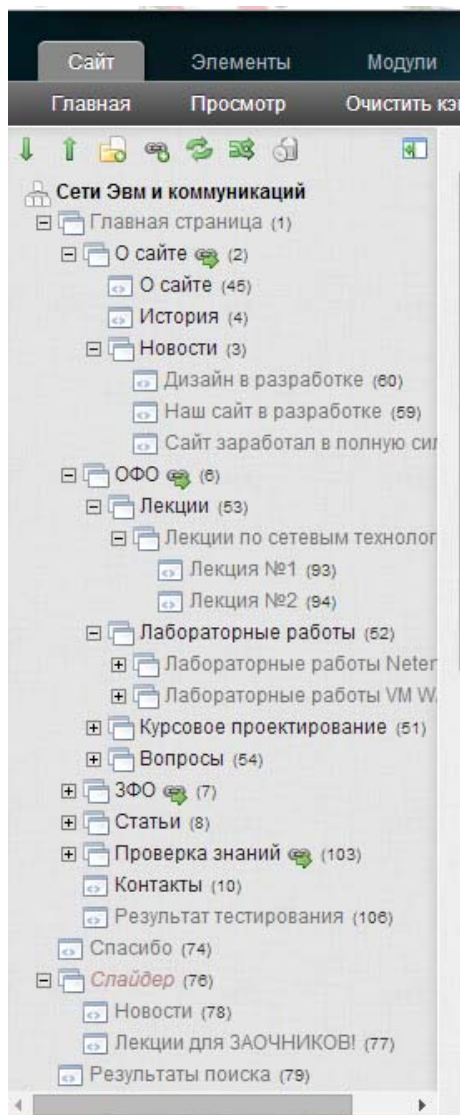 Сайт Элементы Модули
Главная Просмотр Очистить кэ
Сети Эвм и коммуникаций
Главная страница (1)
О сайте (2)
О сайте (45)
История (4)
Новости (3)
Дизайн в разработке (60)
Наш сайт в разработке (59)
Сайт заработал в полную сил
ОФО (6)
Лекции (53)
Лекции по сетевым технолог
Лекция №1 (93)
Лекция №2 (94)
Лабораторные работы (52)
Лабораторные работы Neter
Лабораторные работы VM W
Курсовое проектирование (51)
Вопросы (54)
ЗФО (7)
Статьи (8)
Проверка знаний (103)
Контакты (10)
Результат тестирования (106)
Спасибо (74)
Слайдер (76)
Новости (78)
Лекции для ЗАОЧНИКОВ! (77)
Результаты поиска (79)